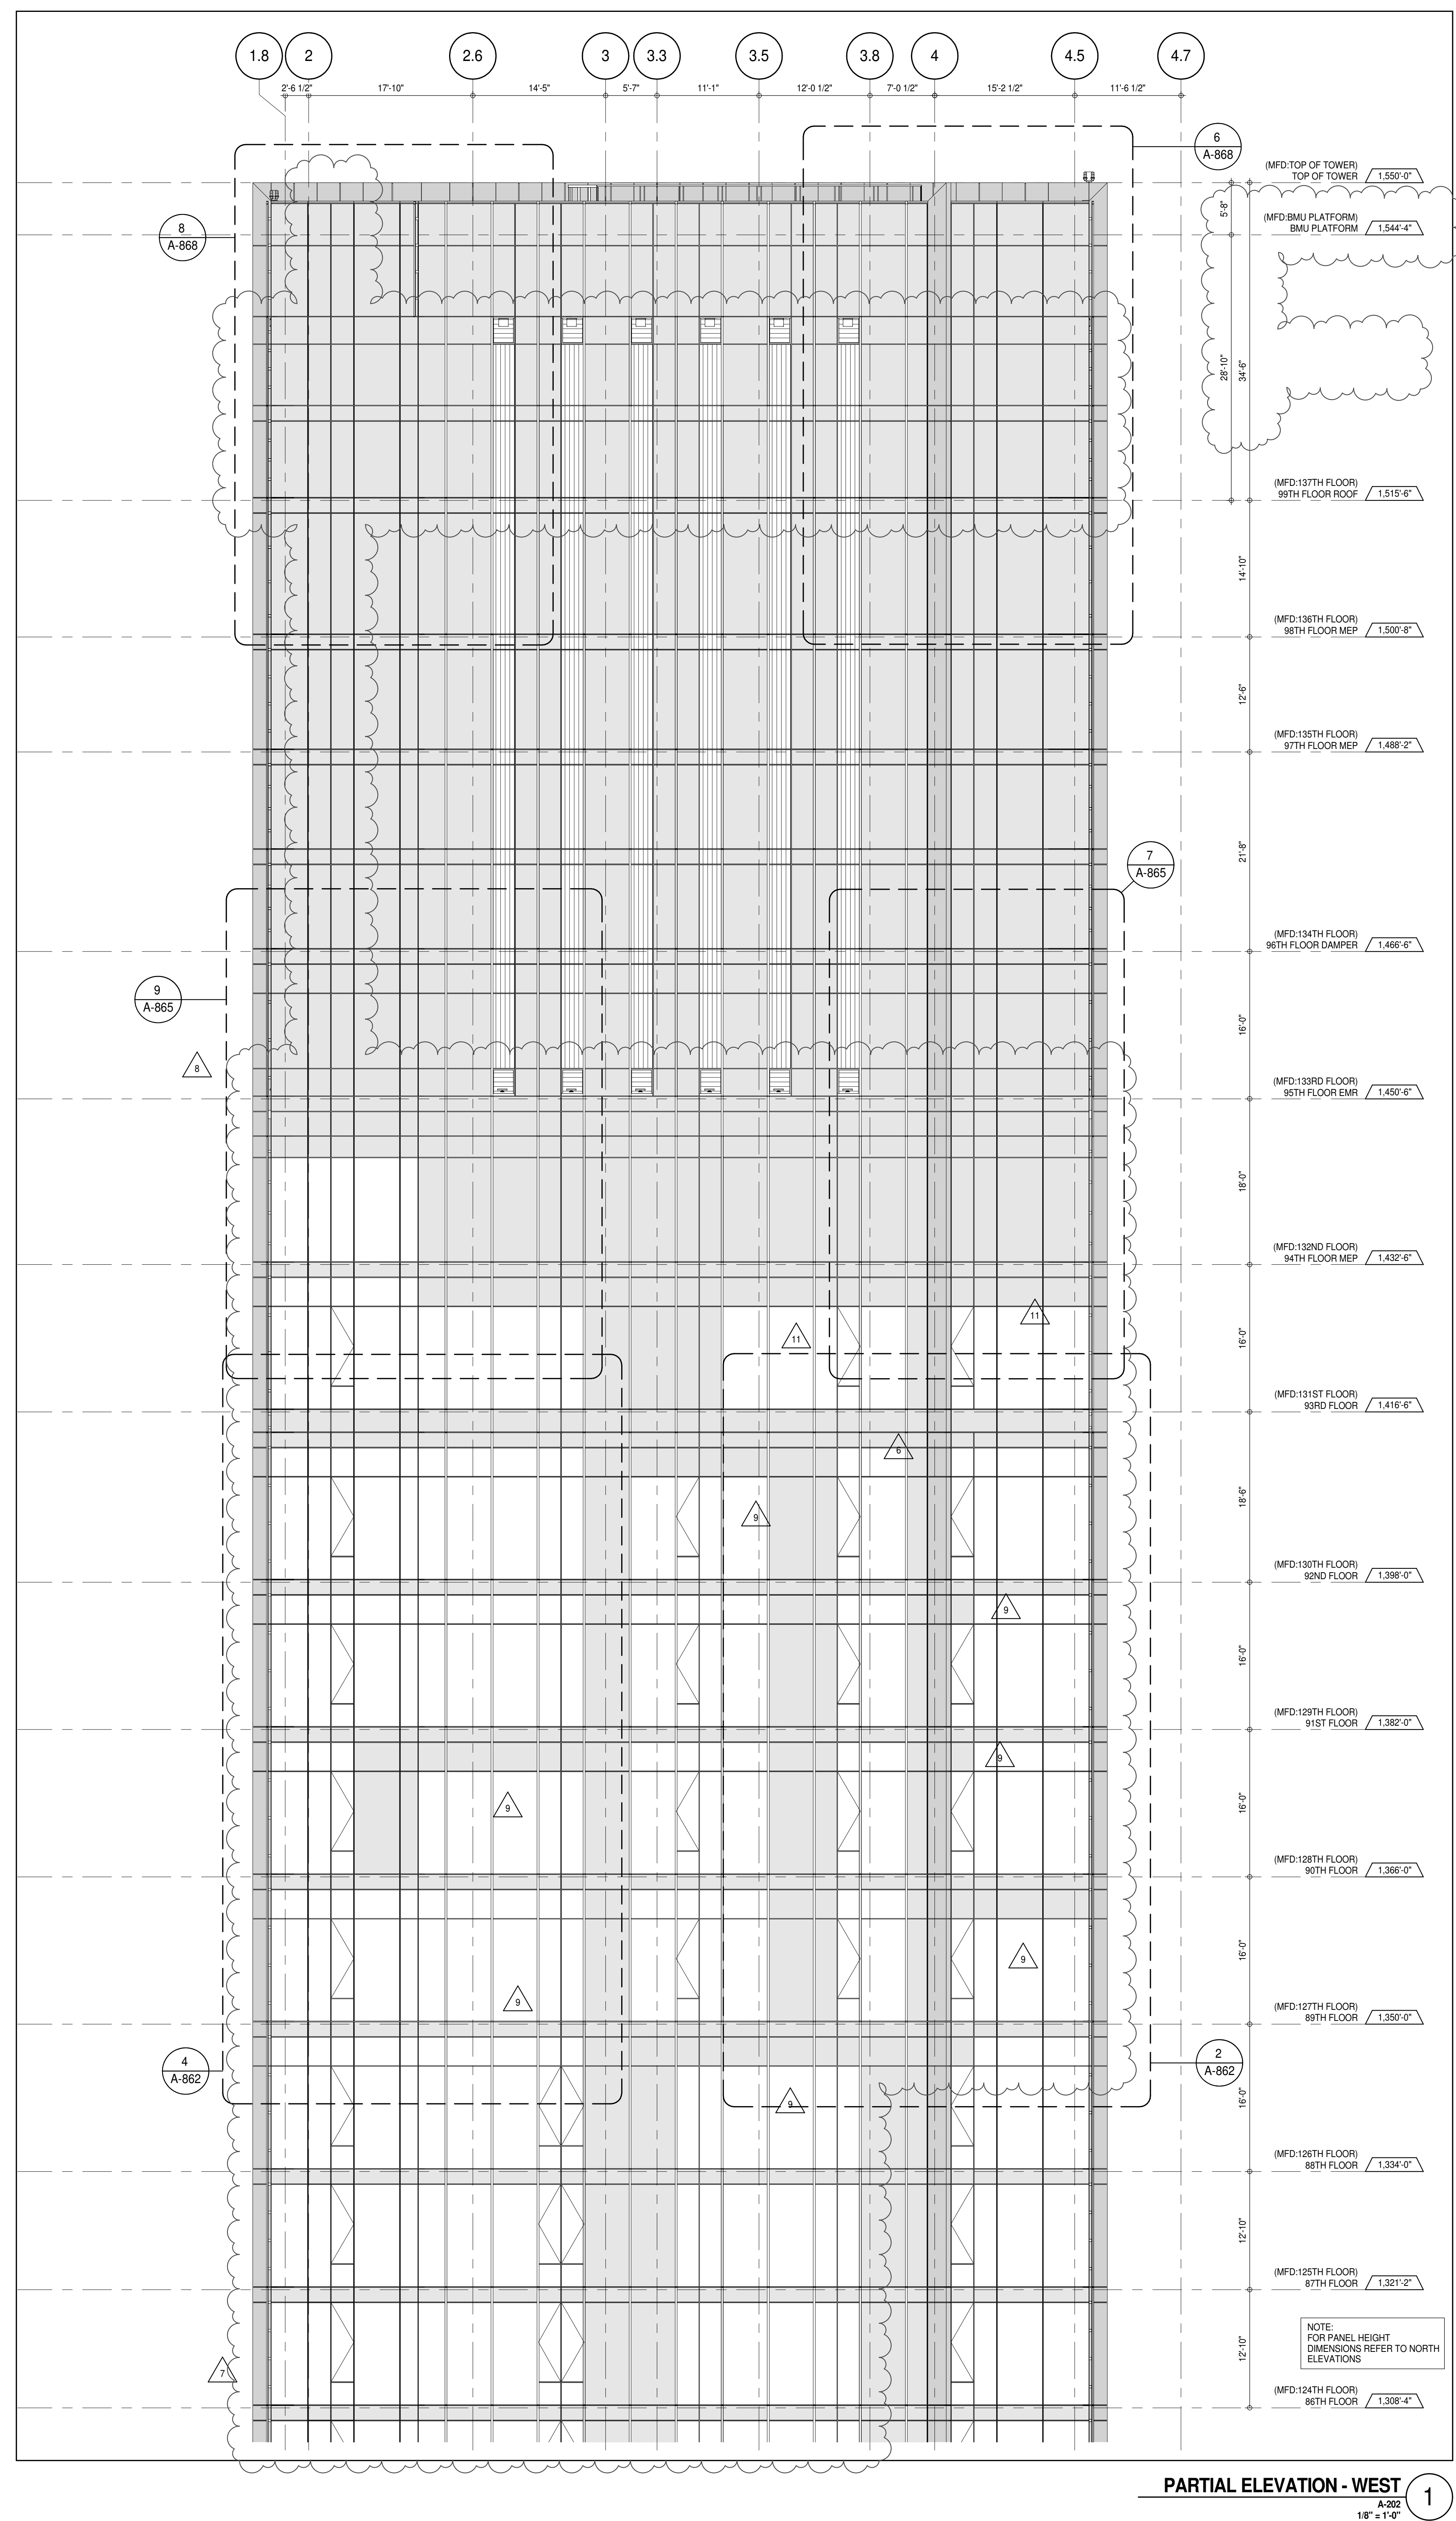 1.8 2 2.6 3 3.3 3.5 3.8 4 4.5 4.7
2'-6 1/2" 17'-10" 14'-5" 5'-7" 11'-1" 12'-0 1/2" 7'-0 1/2" 15'-2 1/2" 11'-6 1/2"
6
A-868
(MFD:TOP OF TOWER)
TOP OF TOWER 1,550'-0"
5'-8"
8
A-868
(MFD:BMU PLATFORM)
BMU PLATFORM 1,544'-4"
28'-10" 34'-6"
(MFD:137TH FLOOR)
99TH FLOOR ROOF 1,515'-6"
14'-10"
(MFD:136TH FLOOR)
98TH FLOOR MEP 1,500'-8"
12'-6"
(MFD:135TH FLOOR)
97TH FLOOR MEP 1,488'-2"
21'-8"
7
A-865
(MFD:134TH FLOOR)
96TH FLOOR DAMPER 1,466'-6"
9
A-865
16'-0"
8
(MFD:133RD FLOOR)
95TH FLOOR EMR 1,450'-6"
18'-0"
(MFD:132ND FLOOR)
94TH FLOOR MEP 1,432'-6"
11
11
16'-0"
(MFD:131ST FLOOR)
93RD FLOOR 1,416'-6"
6
18'-6"
9
(MFD:130TH FLOOR)
92ND FLOOR 1,398'-0"
9
16'-0"
(MFD:129TH FLOOR)
91ST FLOOR 1,382'-0"
9
9
16'-0"
(MFD:128TH FLOOR)
90TH FLOOR 1,366'-0"
9
16'-0"
9
(MFD:127TH FLOOR)
89TH FLOOR 1,350'-0"
4
A-862
2
A-862
9
16'-0"
(MFD:126TH FLOOR)
88TH FLOOR 1,334'-0"
12'-10"
(MFD:125TH FLOOR)
87TH FLOOR 1,321'-2"
12'-10"
NOTE:
FOR PANEL HEIGHT
DIMENSIONS REFER TO NORTH
ELEVATIONS
7
(MFD:124TH FLOOR)
86TH FLOOR 1,308'-4"
PARTIAL ELEVATION - WEST 1
A-202
1/8" = 1'-0"